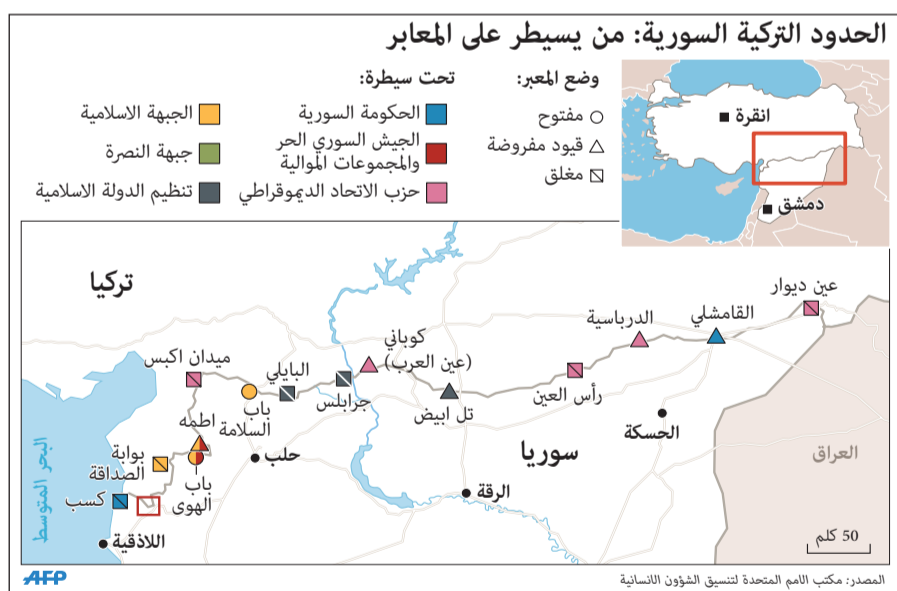 الحدود التركية السورية: من يسيطر على المعابر
وضع المعبر:
مفتوح
قيود مفروضة
مغلق
تحت سيطرة:
الحكومة السورية
الجيش السوري الحر
والمجموعات الموالية
حزب الاتحاد الديموقراطي
الجبهة الاسلامية
جبهة النصرة
تنظيم الدولة الاسلامية
انقرة
دمشق
تركيا
عين ديوار
القامشلي
الدرباسية
رأس العين
تل ابيض
كوباني
(عين العرب)
جرابلس
البايلي
باب
السلامة
ميدان اكبس
اطمه
باب
الهوى
بوابة
الصداقة
كسب
اللاذقية
حلب
الرقة
الحسكة
سوريا
العراق
البحر المتوسط
50 كلم
المصدر: مكتب الامم المتحدة لتنسيق الشؤون الانسانية
AFP